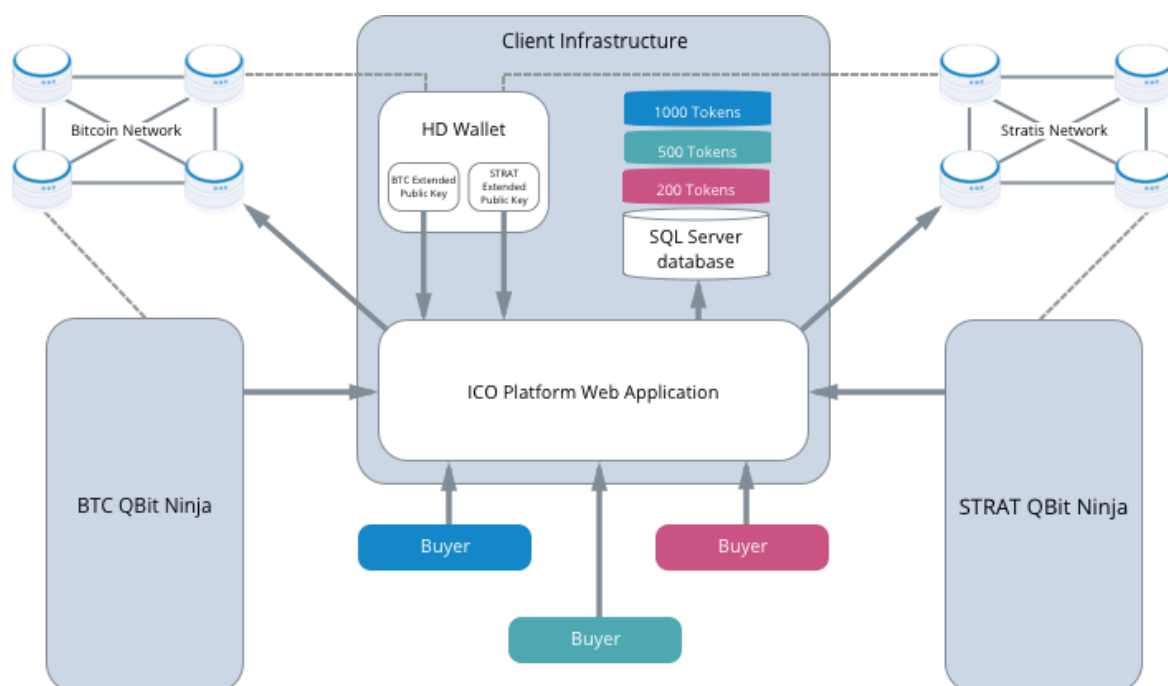 Client Infrastructure
Bitcoin Network
HD Wallet
BTC Extended
Public Key
STRAT
Extended
Public Key
1000 Tokens
500 Tokens
200 Tokens
SQL Server
database
Stratis Network
ICO Platform Web Application
BTC QBit Ninja
STRAT QBit Ninja
Buyer
Buyer
Buyer